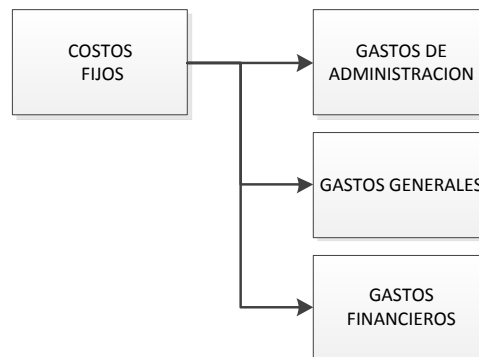 COSTOS
FIJOS
GASTOS DE
ADMINISTRACION
GASTOS GENERALES
GASTOS
FINANCIEROS